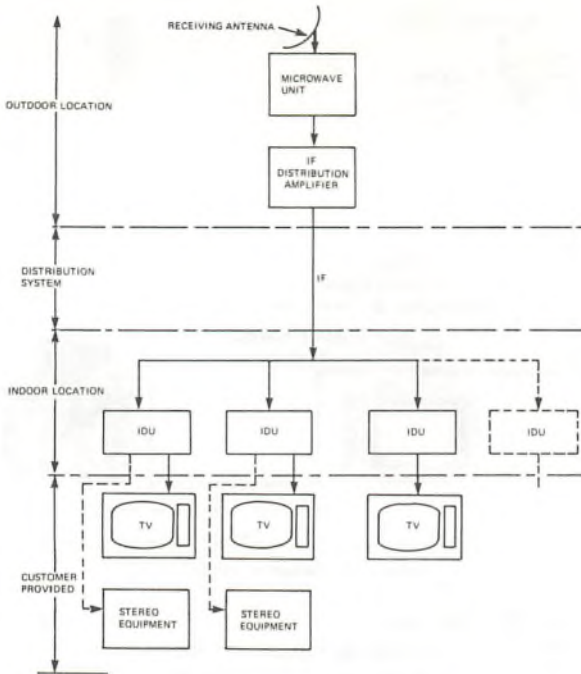 RECEIVING ANTENNA
MICROWAVE
UNIT
OUTDOOR LOCATION
IF
DISTRIBUTION
AMPLIFIER
DISTRIBUTION
SYSTEM
IF
INDOOR LOCATION
IDU
IDU
IDU
IDU
TV
TV
TV
CUSTOMER
PROVIDED
STEREO
EQUIPMENT
STEREO
EQUIPMENT